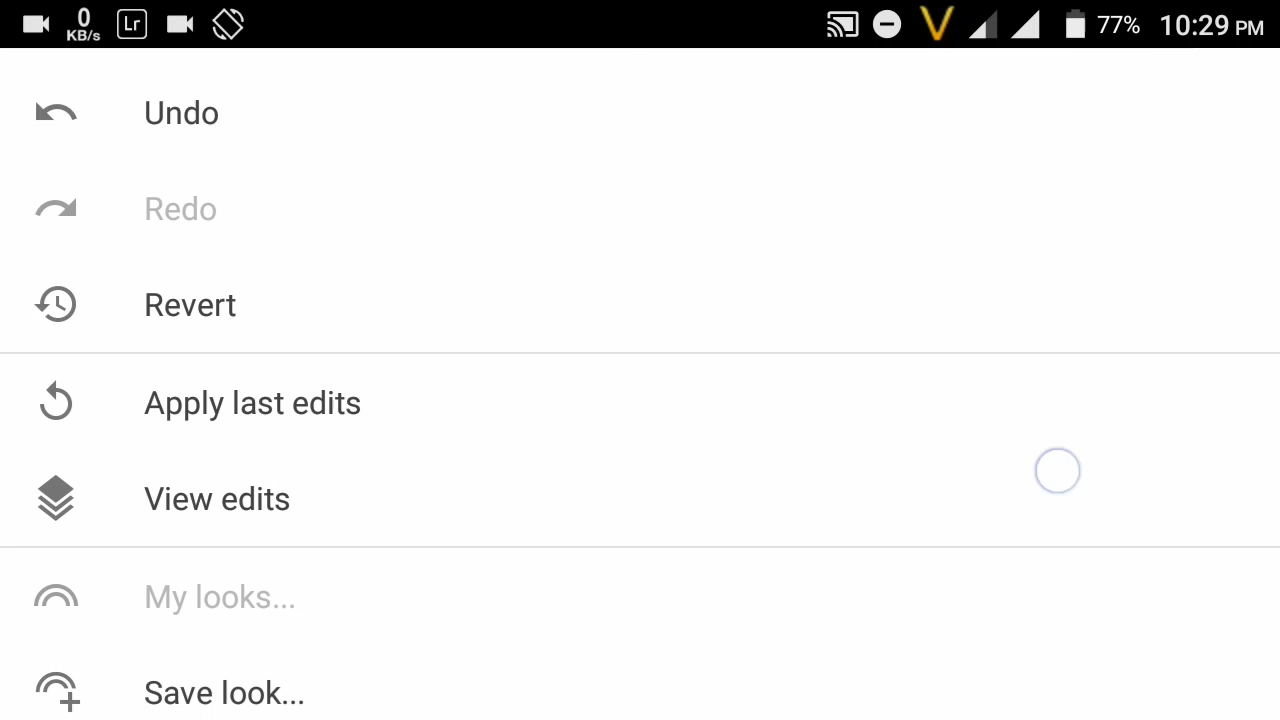 0
KB/s
Lr
V
77%
10:29 PM
Undo
Redo
Revert
Apply last edits
View edits
My looks...
Save look...